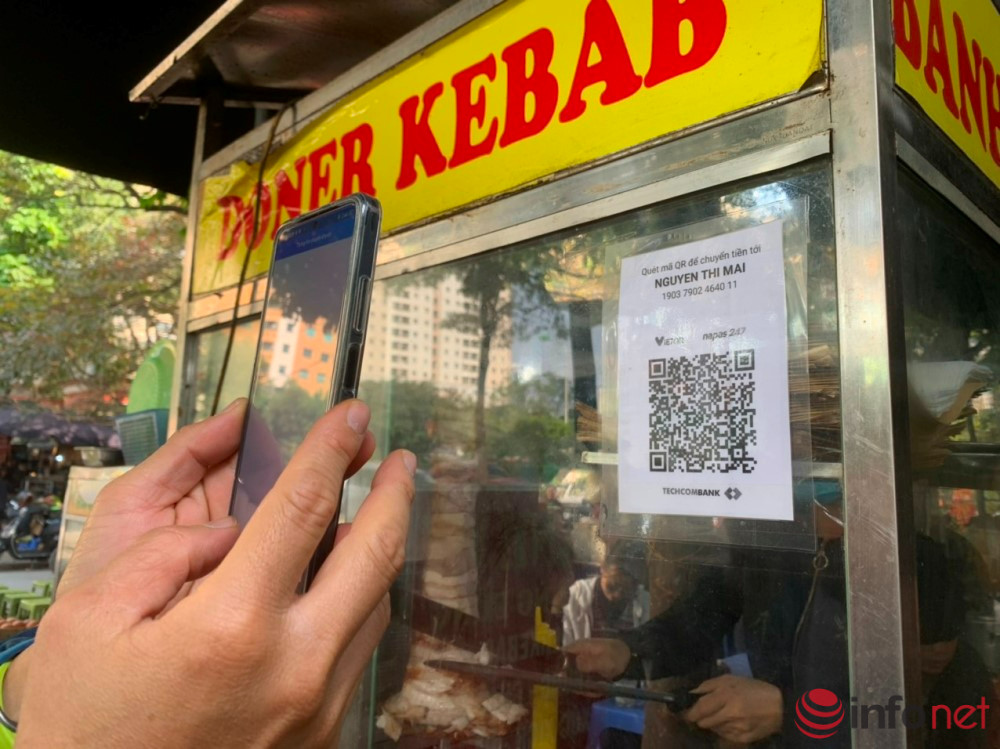 DONER KEBAB
BANH
Quét mã QR để chuyển tiền tới
NGUYEN THI MAI
1903 7902 4640 11
VIETQR napas 247
TECHCOMBANK
infonet